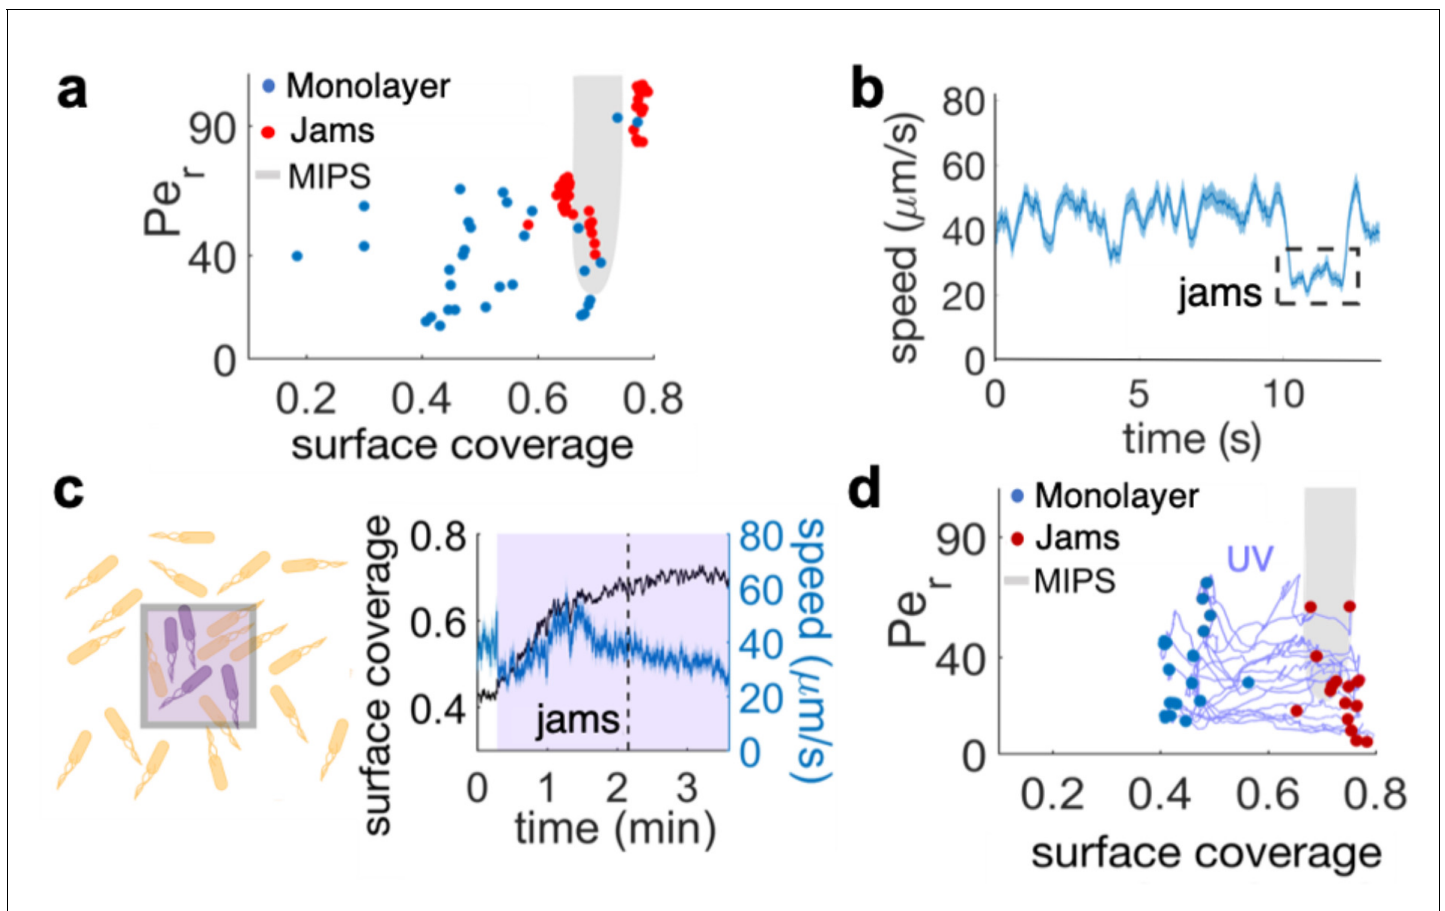 a
Monolayer
Jams
MIPS
Pe_r
90
40
0
0.2 0.4 0.6 0.8
surface coverage
b
speed (μm/s)
80
60
40
20
0
jams
0 5 10
time (s)
c
surface coverage
0.8
0.6
0.4
jams
0 1 2 3
time (min)
80
60
40
20
0
speed (μm/s)
d
Monolayer
Jams
MIPS
UV
Pe_r
90
40
0
0.2 0.4 0.6 0.8
surface coverage